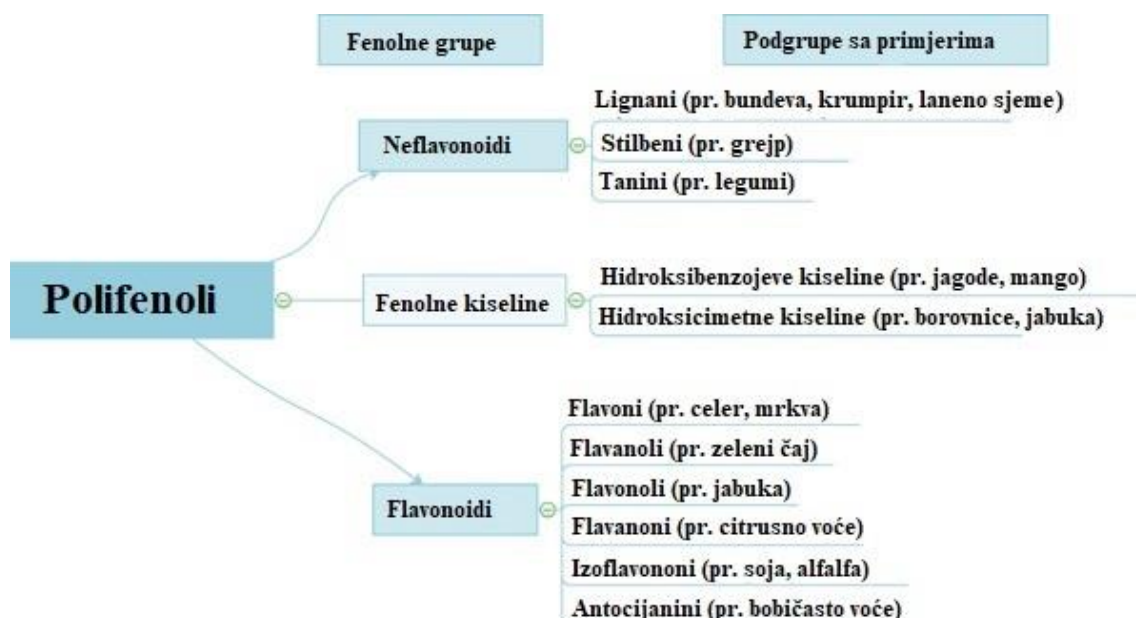 Fenolne grupe
Podgrupe sa primjerima
Polifenoli
Neflavonoidi
Lignani (pr. bundeva, krumpir, laneno sjeme)
Stilbeni (pr. grejp)
Tanini (pr. legumi)
Fenolne kiseline
Hidroksibenzojeve kiseline (pr. jagode, mango)
Hidroksicimetne kiseline (pr. borovnice, jabuka)
Flavonoidi
Flavoni (pr. celer, mrkva)
Flavanoli (pr. zeleni čaj)
Flavonoli (pr. jabuka)
Flavanoni (pr. citrusno voće)
Izoflavononi (pr. soja, alfalfa)
Antocijanini (pr. bobičasto voće)